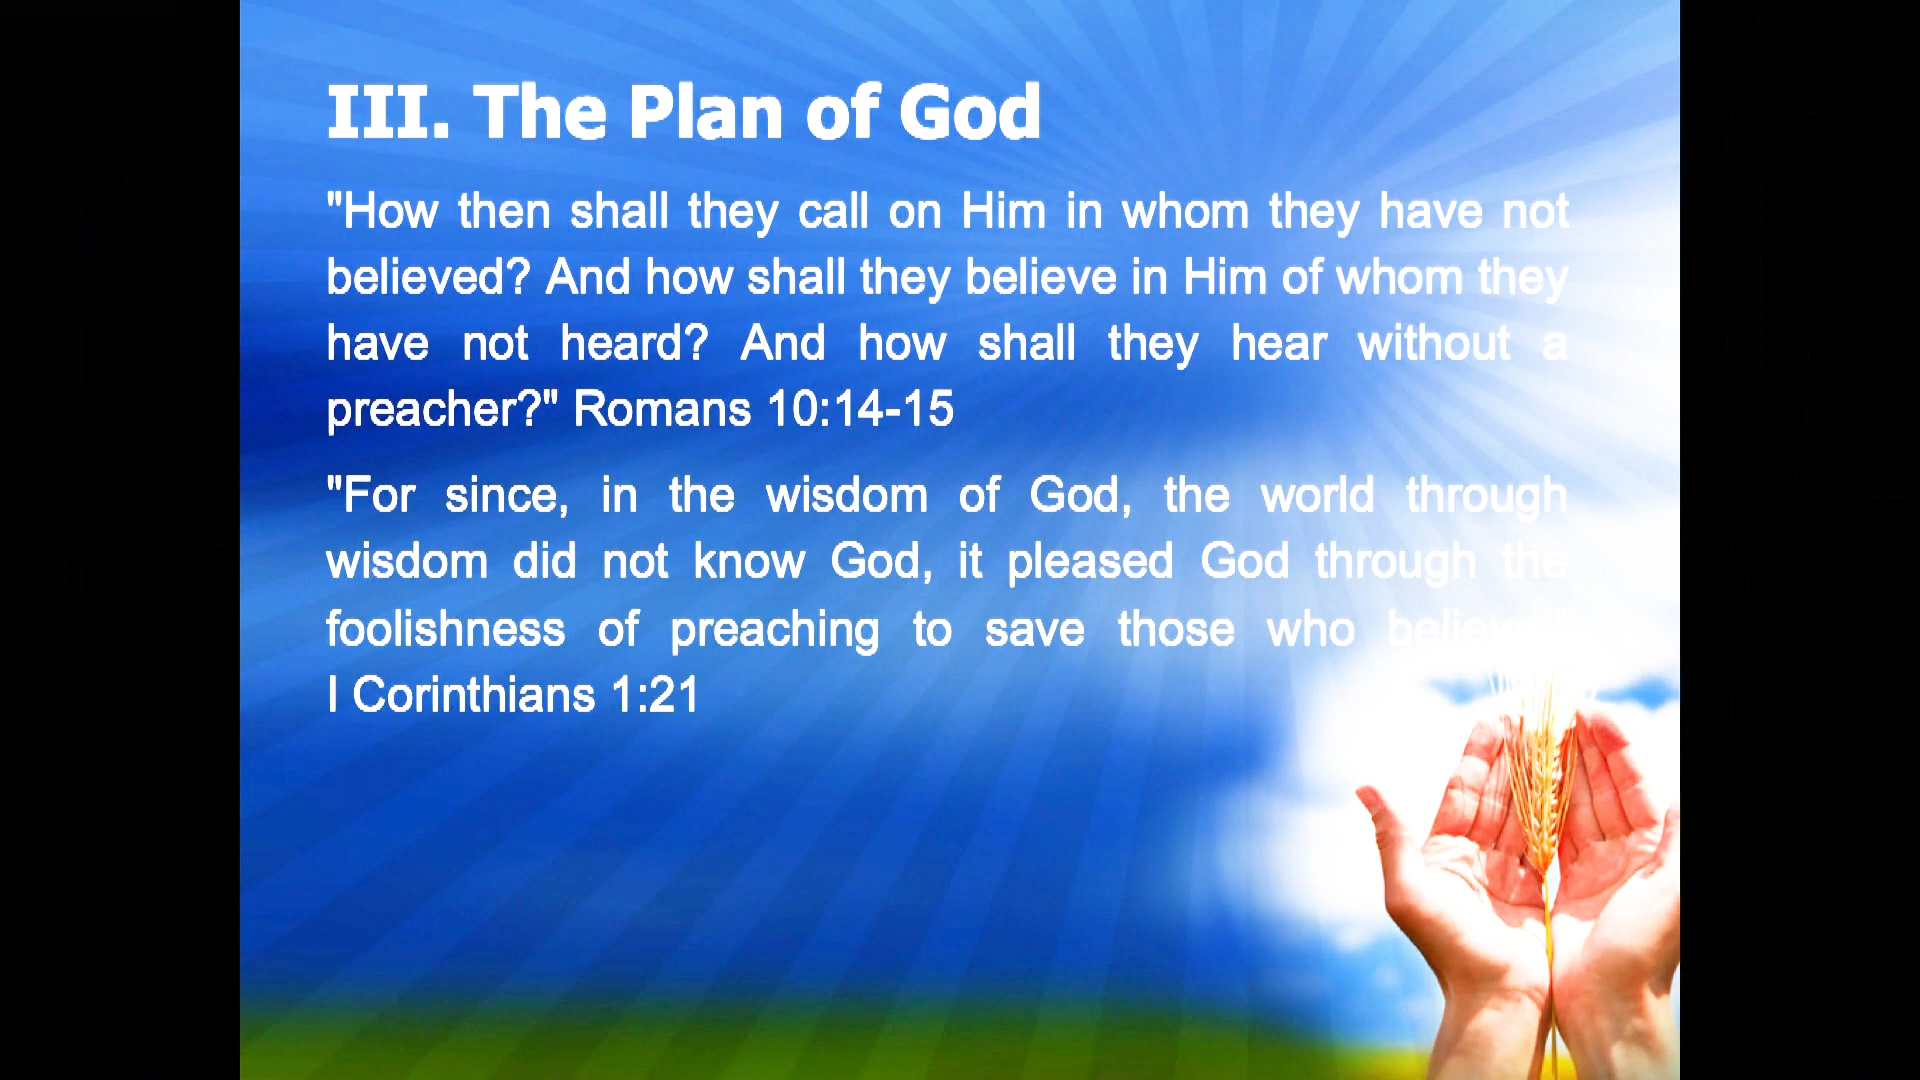 III. The Plan of God
"How then shall they call on Him in whom they have not
believed? And how shall they believe in Him of whom they
have not heard? And how shall they hear without a
preacher?" Romans 10:14-15
"For since, in the wisdom of God, the world through
wisdom did not know God, it pleased God through the
foolishness of preaching to save those who believe."
I Corinthians 1:21